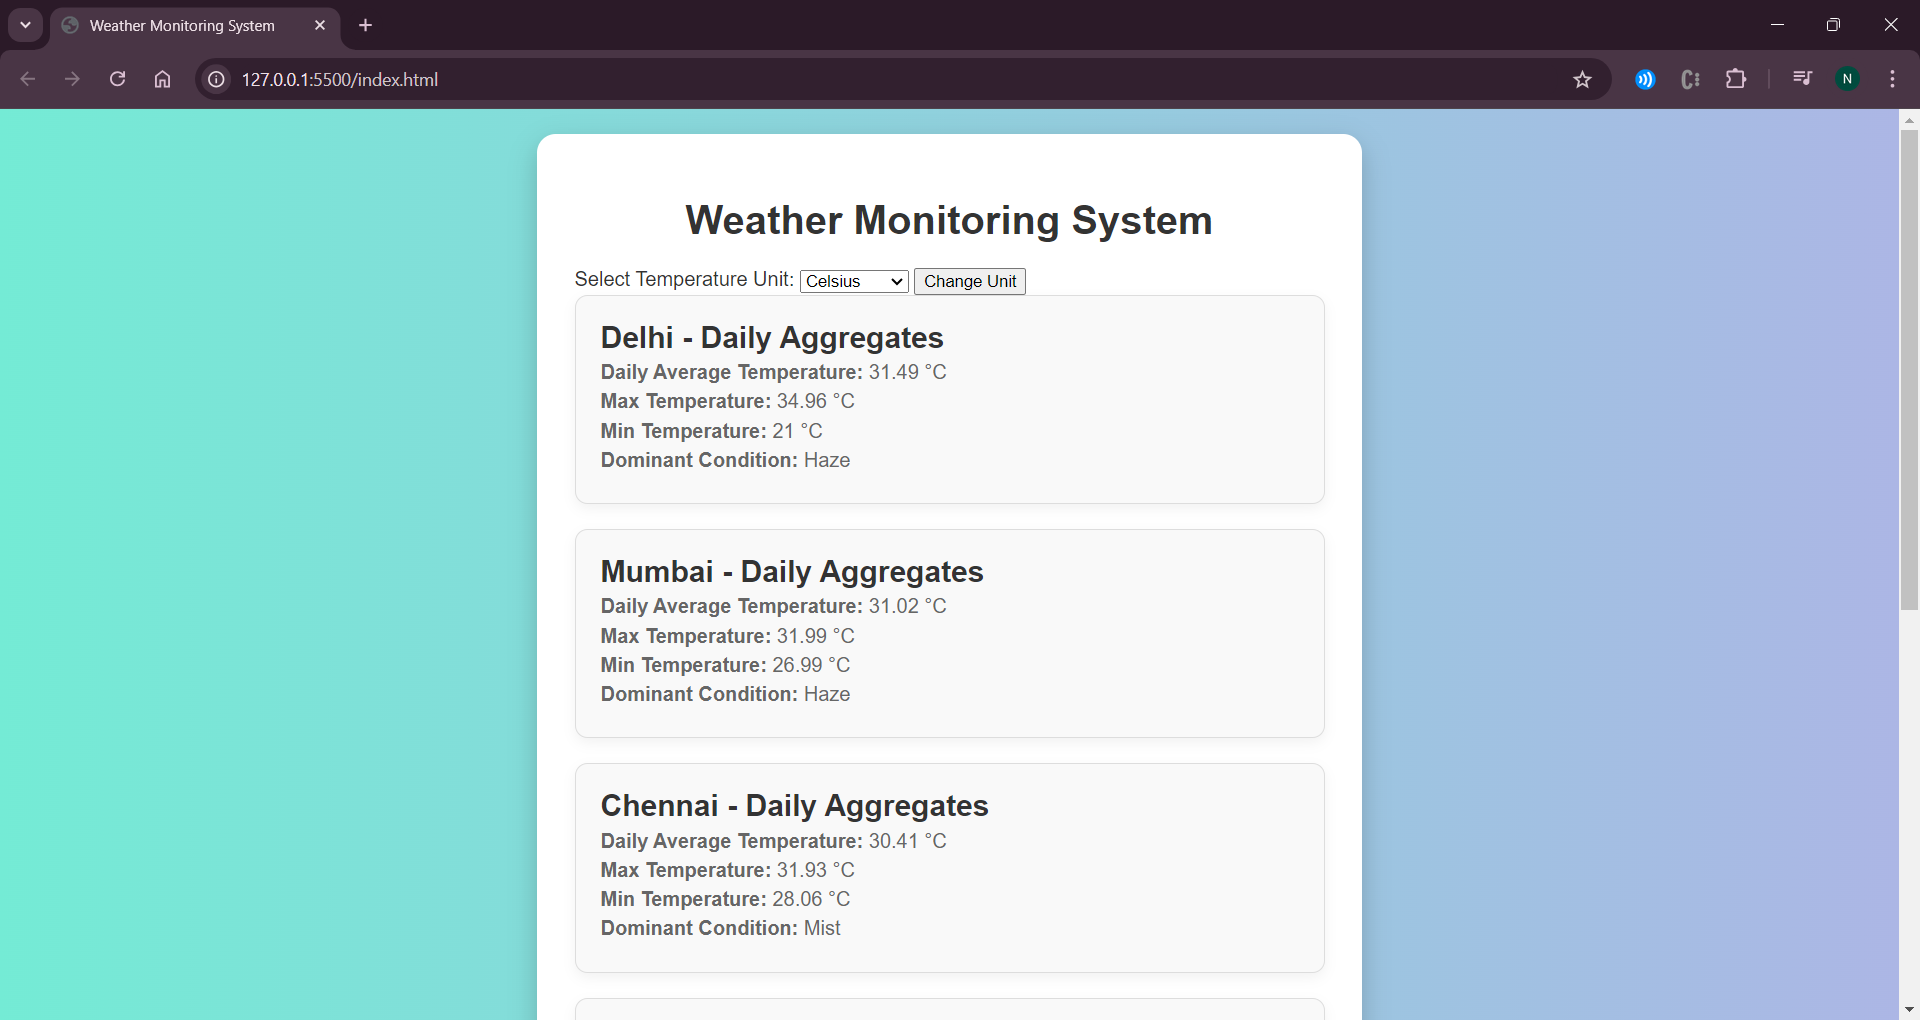 Weather Monitoring System
127.0.0.1:5500/index.html
N
Weather Monitoring System
Select Temperature Unit: Celsius Change Unit
Delhi - Daily Aggregates
Daily Average Temperature: 31.49 °C
Max Temperature: 34.96 °C
Min Temperature: 21 °C
Dominant Condition: Haze
Mumbai - Daily Aggregates
Daily Average Temperature: 31.02 °C
Max Temperature: 31.99 °C
Min Temperature: 26.99 °C
Dominant Condition: Haze
Chennai - Daily Aggregates
Daily Average Temperature: 30.41 °C
Max Temperature: 31.93 °C
Min Temperature: 28.06 °C
Dominant Condition: Mist